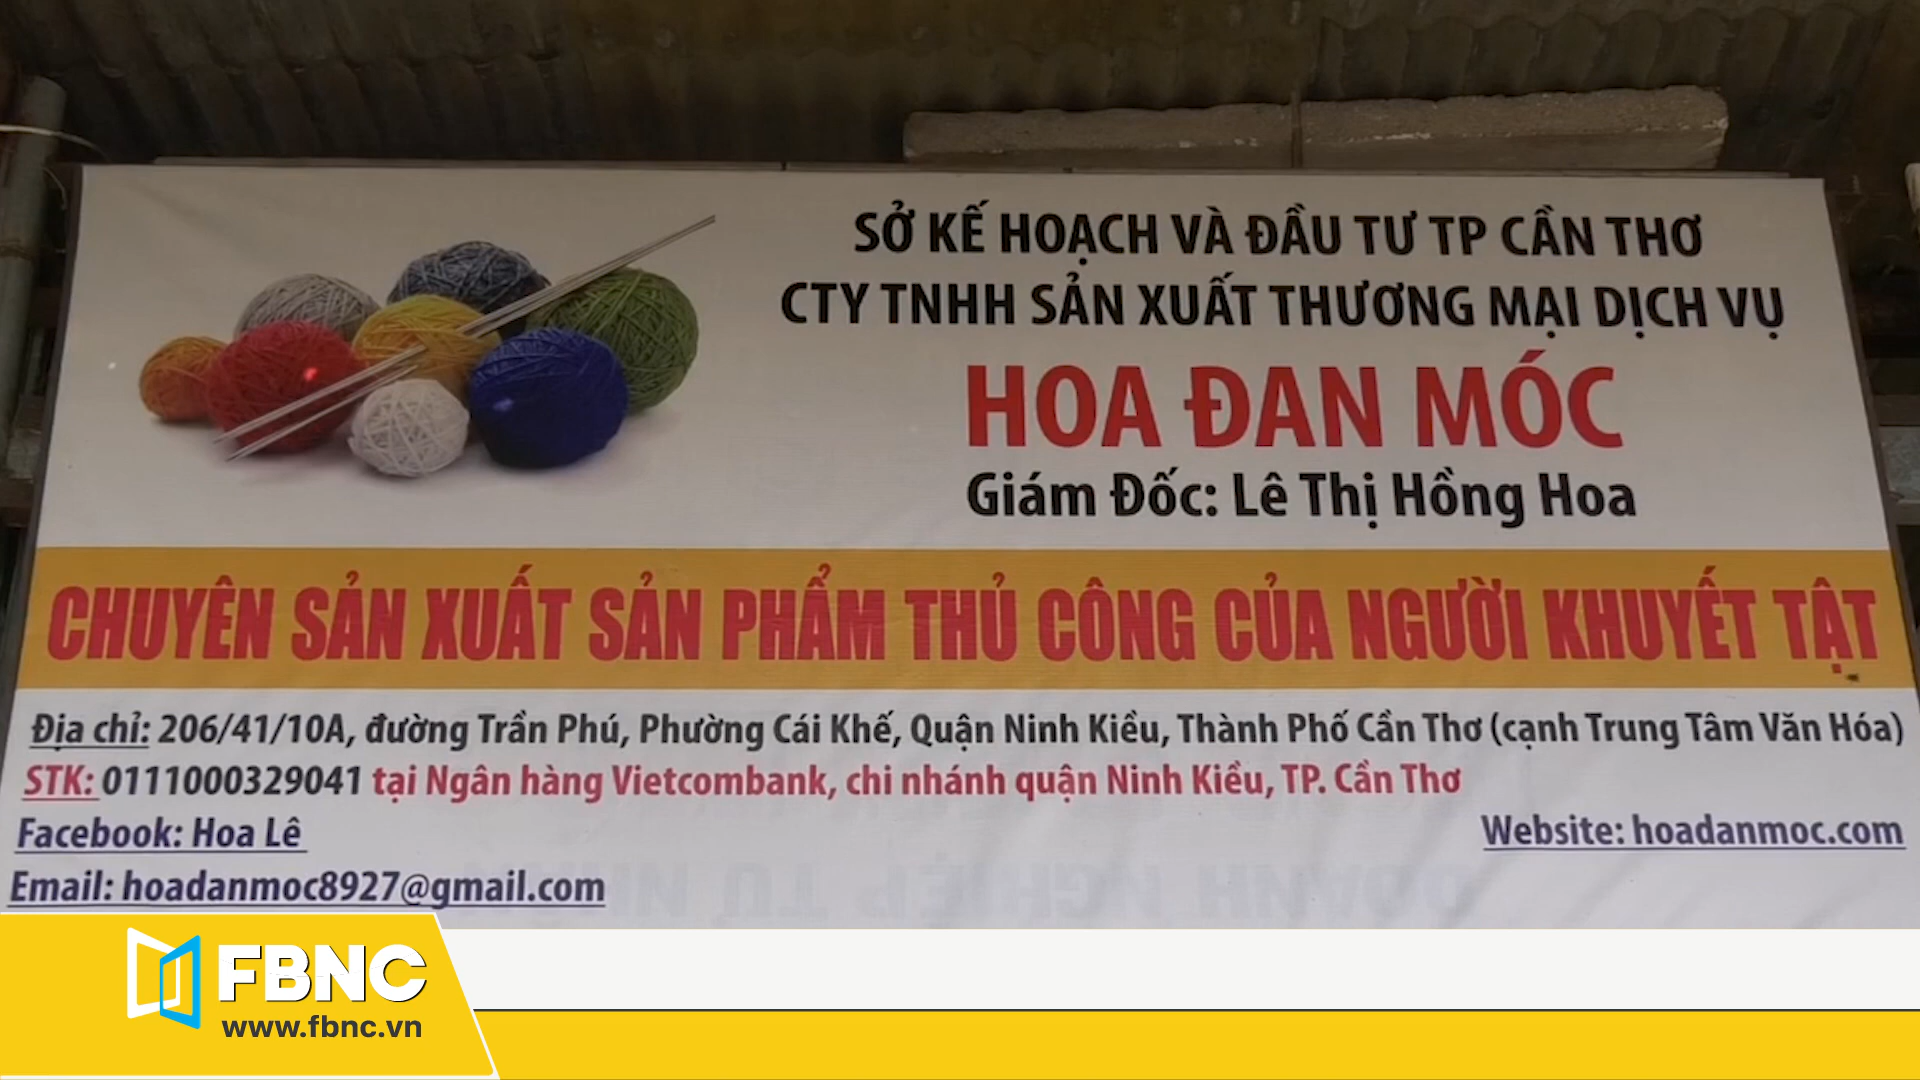 SỞ KẾ HOẠCH VÀ ĐẦU TƯ TP CẦN THƠ
CTY TNHH SẢN XUẤT THƯƠNG MẠI DỊCH VỤ
HOA ĐAN MÓC
Giám Đốc: Lê Thị Hồng Hoa
CHUYÊN SẢN XUẤT SẢN PHẨM THỦ CÔNG CỦA NGƯỜI KHUYẾT TẬT
Địa chỉ: 206/41/10A, đường Trần Phú, Phường Cái Khế, Quận Ninh Kiều, Thành Phố Cần Thơ (cạnh Trung Tâm Văn Hóa)
STK: 0111000329041 tại Ngân hàng Vietcombank, chi nhánh quận Ninh Kiều, TP. Cần Thơ
Facebook: Hoa Lê
Website: hoadanmoc.com
Email: hoadanmoc8927@gmail.com
FBNC
www.fbnc.vn